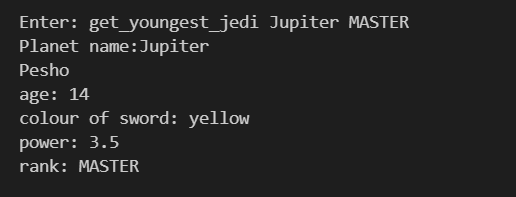 Enter: get_youngest_jedi Jupiter MASTER
Planet name:Jupiter
Pesho
age: 14
colour of sword: yellow
power: 3.5
rank: MASTER